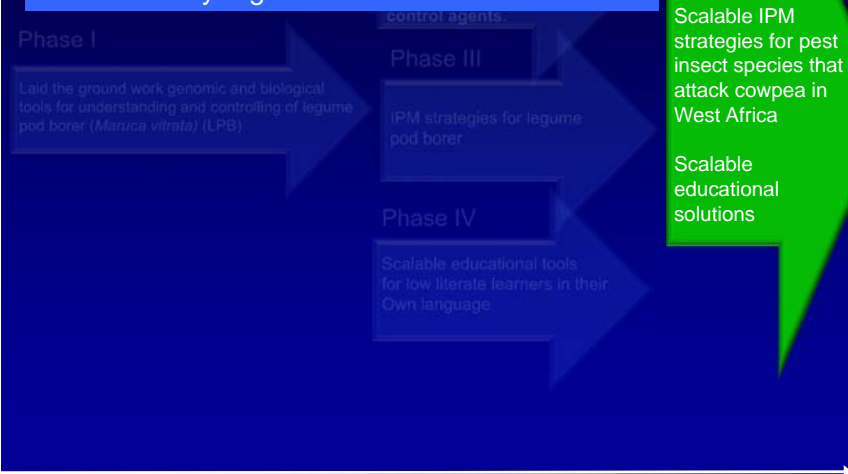 control agents.
Phase I
Laid the ground work genomic and biological
tools for understanding and controlling of legume
pod borer (Maruca vitrata) (LPB)
Phase III
IPM strategies for legume
pod borer
Phase IV
Scalable educational tools
for low literate learners in their
Own language
Scalable IPM
strategies for pest
insect species that
attack cowpea in
West Africa
Scalable
educational
solutions